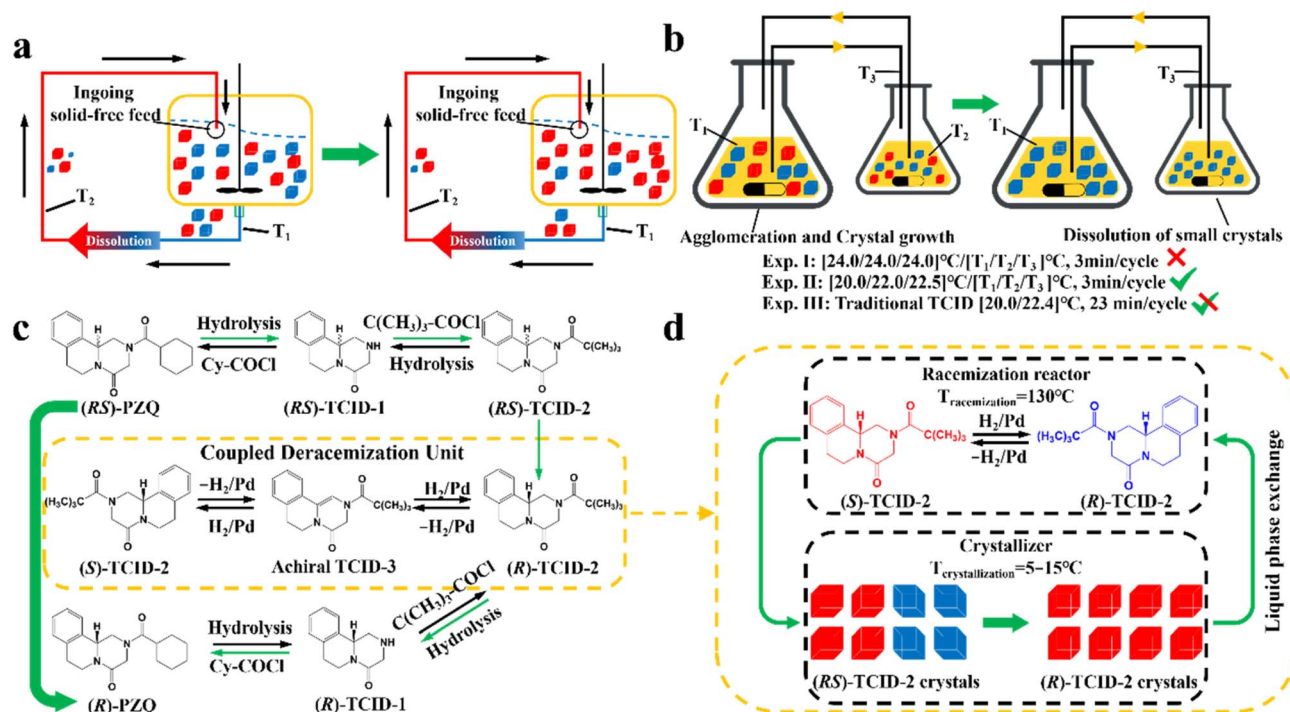 a
Ingoing
solid-free feed
T2
Dissolution
T1
Ingoing
solid-free feed
T2
Dissolution
T1
b
T3
T1
T2
T3
T1
Agglomeration and Crystal growth
Dissolution of small crystals
Exp. I: [24.0/24.0/24.0]°C/[T1/T2/T3]°C, 3min/cycle
Exp. II: [20.0/22.0/22.5]°C/[T1/T2/T3]°C, 3min/cycle
Exp. III: Traditional TCID [20.0/22.4]°C, 23 min/cycle
c
H
O
N
N
O
(RS)-PZQ
Hydrolysis
Cy-COCl
H
NH
N
O
(RS)-TCID-1
C(CH3)3-COCl
Hydrolysis
H
O
N
C(CH3)3
N
O
(RS)-TCID-2
Coupled Deracemization Unit
O
H
(H3C)3C
N
N
O
(S)-TCID-2
−H2/Pd
H2/Pd
O
N
C(CH3)3
N
O
Achiral TCID-3
H2/Pd
−H2/Pd
H
O
N
C(CH3)3
N
O
(R)-TCID-2
C(CH3)3-COCl
Hydrolysis
H
O
N
N
O
(R)-PZQ
Hydrolysis
Cy-COCl
H
NH
N
O
(R)-TCID-1
d
Racemization reactor
Tracemization=130°C
H
O
N
C(CH3)3
N
O
(S)-TCID-2
H2/Pd
−H2/Pd
O
H
(H3C)3C
N
N
O
(R)-TCID-2
Crystallizer
Tcrystallization=5−15°C
(RS)-TCID-2 crystals
(R)-TCID-2 crystals
Liquid phase exchange